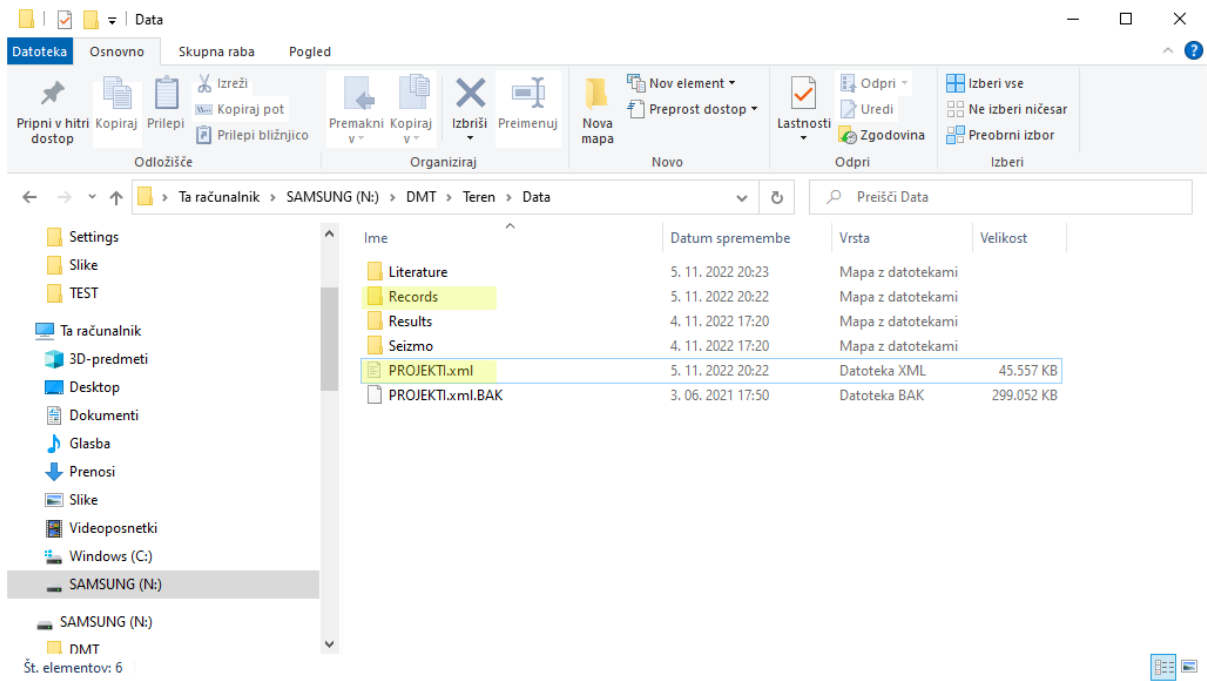 Data
Datoteka Osnovno Skupna raba Pogled
Pripni v hitri dostop
Kopiraj
Prilepi
Izreži
Kopiraj pot
Prilepi bližnjico
Odložišče
Premakni v
Kopiraj v
Izbriši
Preimenuj
Organiziraj
Nova mapa
Nov element
Preprost dostop
Novo
Lastnosti
Odpri
Uredi
Zgodovina
Odpri
Izberi vse
Ne izberi ničesar
Preobrni izbor
Izberi
Ta računalnik > SAMSUNG (N:) > DMT > Teren > Data
Preišči Data
Settings
Slike
TEST
Ta računalnik
3D-predmeti
Desktop
Dokumenti
Glasba
Prenosi
Slike
Videoposnetki
Windows (C:)
SAMSUNG (N:)
SAMSUNG (N:)
DMT
Ime Datum spremembe Vrsta Velikost
Literature 5. 11. 2022 20:23 Mapa z datotekami
Records 5. 11. 2022 20:22 Mapa z datotekami
Results 4. 11. 2022 17:20 Mapa z datotekami
Seizmo 4. 11. 2022 17:20 Mapa z datotekami
PROJEKTI.xml 5. 11. 2022 20:22 Datoteka XML 45.557 KB
PROJEKTI.xml.BAK 3. 06. 2021 17:50 Datoteka BAK 299.052 KB
Št. elementov: 6